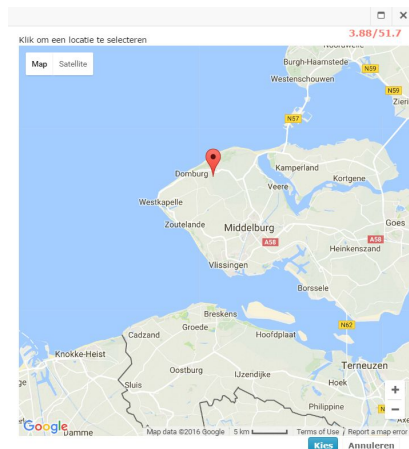 3.88/51.7
Klik om een locatie te selecteren
Map Satellite
Burgh-Haamstede
N59
Westenschouwen
N59
Zieri
N57
Domburg
Kamperland
Kortgene
Veere
Westkapelle
Zoutelande
Middelburg
Goes
A58
A58
Heinkenszand
Vlissingen
Borssele
Breskens
N62
Groede
Cadzand
Hoofdplaat
Knokke-Heist
Terneuzen
Oostburg
IJzendijke
Hoek
Sluis
Philippine
Google
Damme
Map data ©2016 Google 5 km Terms of Use Report a map error
Kies Annuleren